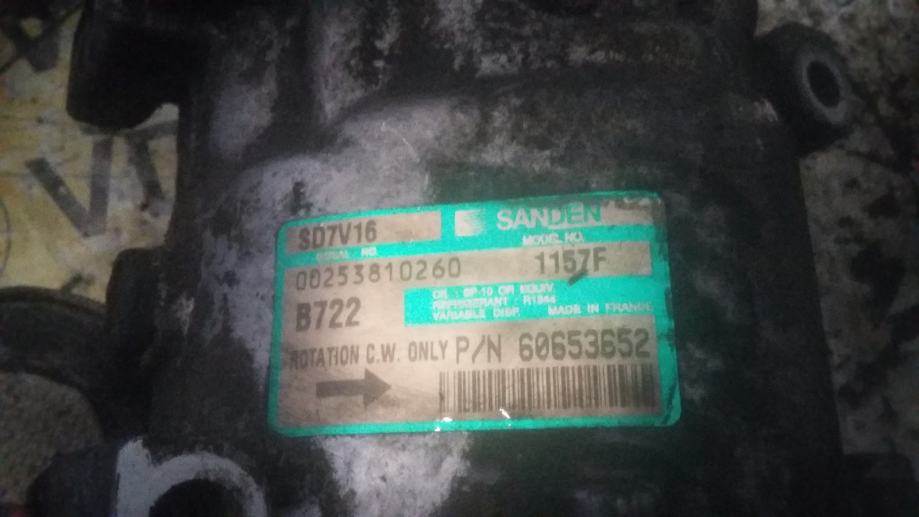 SD7V16 SANDEN
SERIAL NO. MODEL NO.
00253810260 1157F
B722
OIL : SP-10 OR EQUIV.
REFRIGERANT : R134a
VARIABLE DISP. MADE IN FRANCE
ROTATION C.W. ONLY P/N 60653652